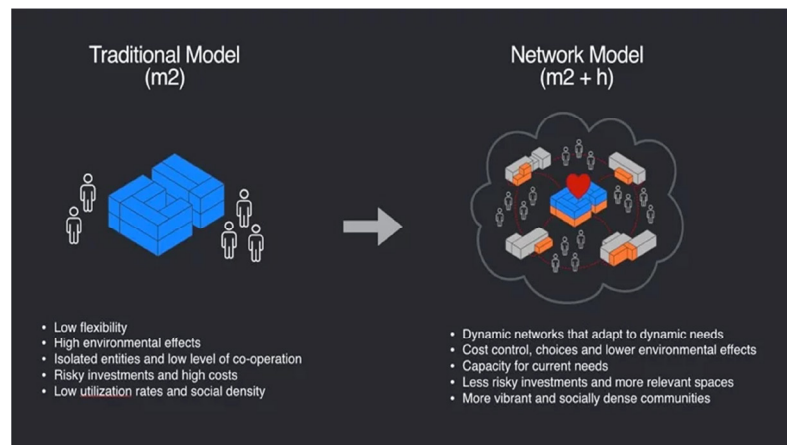 Traditional Model
(m2)
Network Model
(m2 + h)
• Low flexibility
• High environmental effects
• Isolated entities and low level of co-operation
• Risky investments and high costs
• Low utilization rates and social density
• Dynamic networks that adapt to dynamic needs
• Cost control, choices and lower environmental effects
• Capacity for current needs
• Less risky investments and more relevant spaces
• More vibrant and socially dense communities